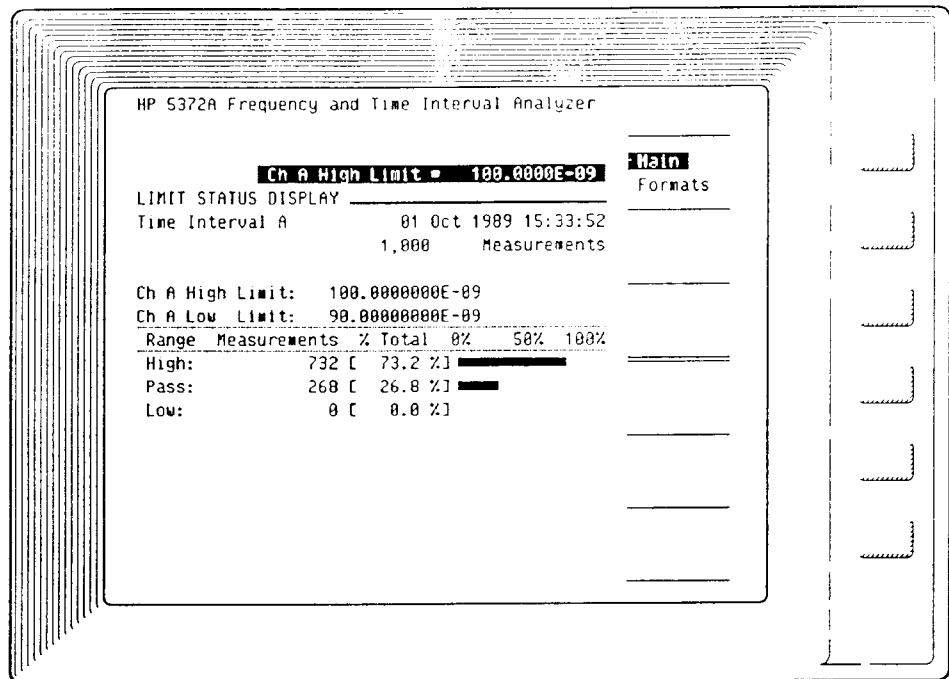 HP 5372A Frequency and Time Interval Analyzer
Ch A High Limit = 100.0000E-09
Main
Formats
LIMIT STATUS DISPLAY
Time Interval A 01 Oct 1989 15:33:52
1,000 Measurements
Ch A High Limit: 100.0000000E-09
Ch A Low Limit: 90.00000000E-09
Range Measurements % Total 0% 50% 100%
High: 732 [ 73.2 %]
Pass: 268 [ 26.8 %]
Low: 0 [ 0.0 %]